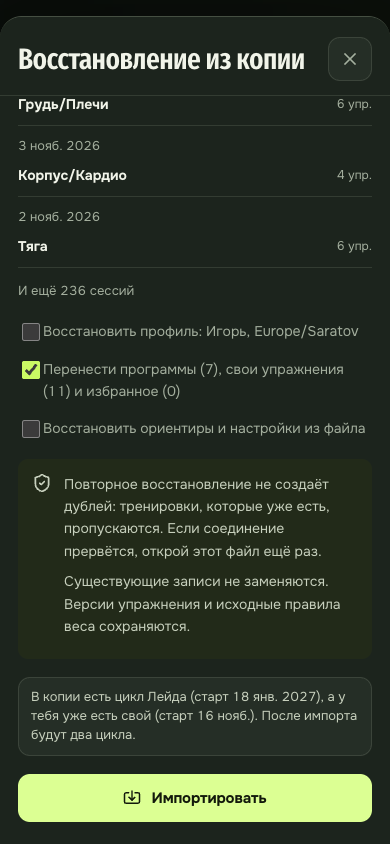 Восстановление из копии
Грудь/Плечи 6 упр.
3 нояб. 2026
Корпус/Кардио 4 упр.
2 нояб. 2026
Тяга 6 упр.
И ещё 236 сессий
Восстановить профиль: Игорь, Europe/Saratov
Перенести программы (7), свои упражнения
(11) и избранное (0)
Восстановить ориентиры и настройки из файла
Повторное восстановление не создаёт
дублей: тренировки, которые уже есть,
пропускаются. Если соединение
прервётся, открой этот файл ещё раз.
Существующие записи не заменяются.
Версии упражнения и исходные правила
веса сохраняются.
В копии есть цикл Лейда (старт 18 янв. 2027), а у
тебя уже есть свой (старт 16 нояб.). После импорта
будут два цикла.
Импортировать